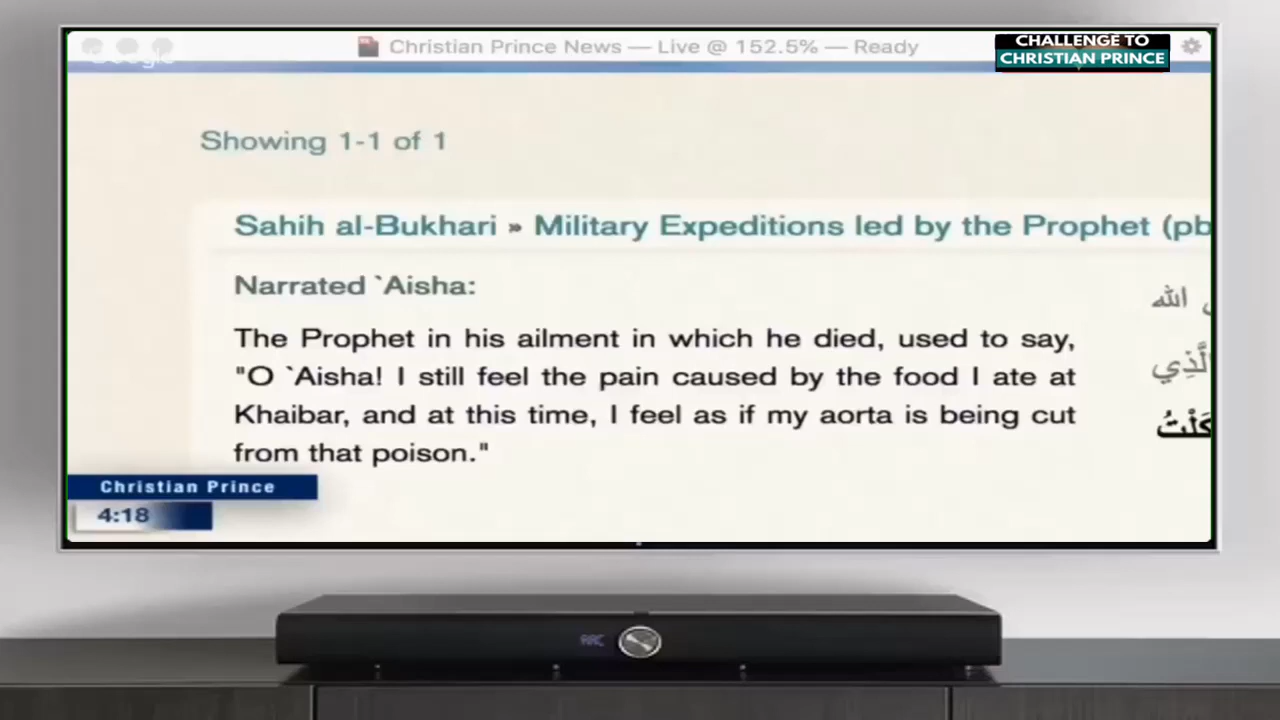 Christian Prince News — Live @ 152.5% — Ready
CHALLENGE TO
CHRISTIAN PRINCE
Google
Showing 1-1 of 1
Sahih al-Bukhari » Military Expeditions led by the Prophet (pb
Narrated `Aisha:
The Prophet in his ailment in which he died, used to say,
"O `Aisha! I still feel the pain caused by the food I ate at
Khaibar, and at this time, I feel as if my aorta is being cut
from that poison."
الله
الَّذِي
Christian Prince
4:18